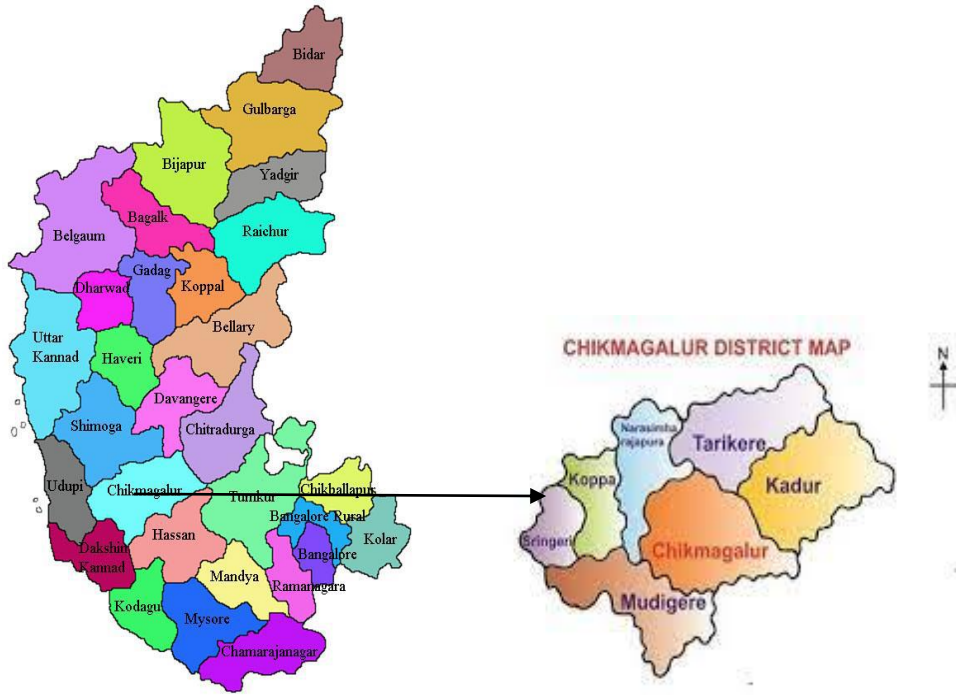 Bidar
Gulbarga
Bijapur
Yadgir
Bagalk
Belgaum
Raichur
Gadag
Dharwad
Koppal
Uttar
Kannad
Bellary
Haveri
Davangere
Shimoga
Chitradurga
Udupi
Chikmagalur
Tumkur
Chikballapus
Bangalore Rural
Hassan
Dakshin
Kannad
Bangalore
Kolar
Mandya
Ramanagara
Kodagu
Mysore
Chamarajanagar
CHIKMAGALUR DISTRICT MAP
N
Narasimha
rajapura
Tarikere
Koppa
Kadur
Sringeri
Chikmagalur
Mudigere